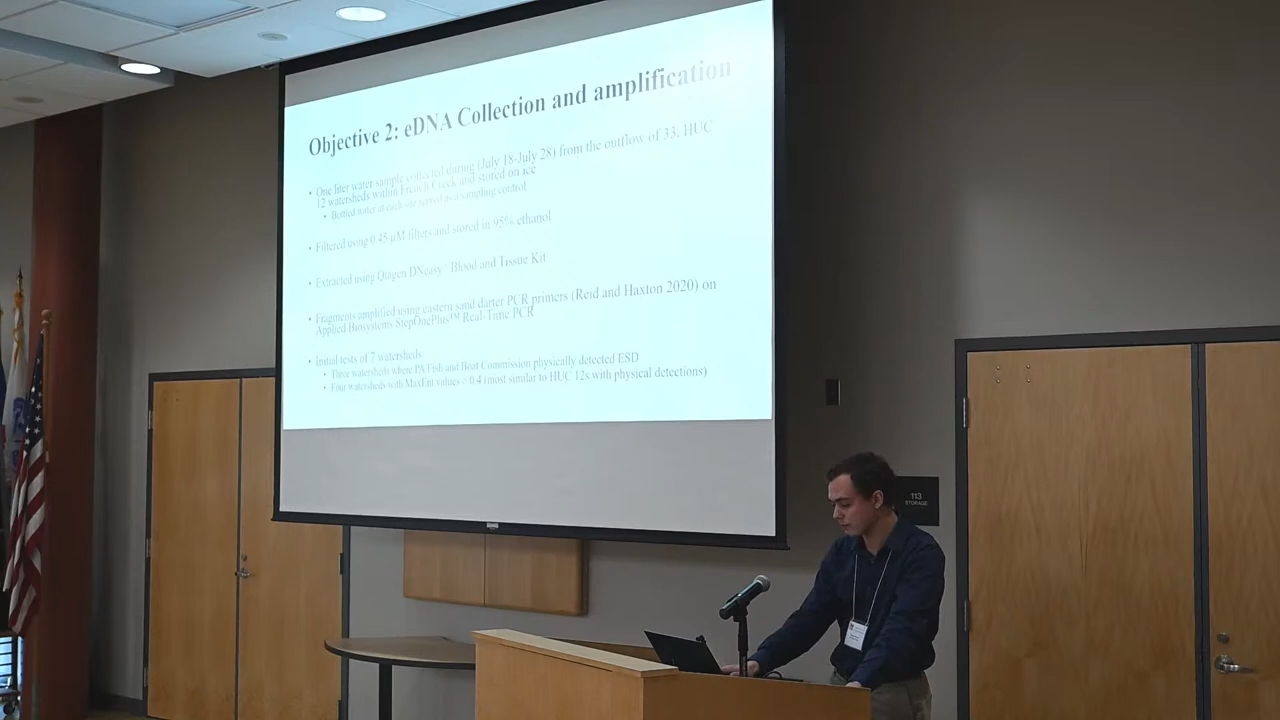 Objective 2: eDNA Collection and amplification
• One liter water sample collected during (July 18-July 28) from the outflow of 33, HUC
12 watersheds within French Creek and stored on ice
• Bottled water at each site served as a sampling control
• Filtered using 0.45 µM filters and stored in 95% ethanol
• Extracted using Qiagen DNeasy® Blood and Tissue Kit
• Fragments amplified using eastern sand darter PCR primers (Reid and Haxton 2020) on
Applied Biosystems StepOnePlus™ Real-Time PCR
• Initial tests of 7 watersheds:
• Three watersheds where PA Fish and Boat Commission physically detected ESD
• Four watersheds with MaxEnt values > 0.4 (most similar to HUC 12s with physical detections)
113
STORAGE